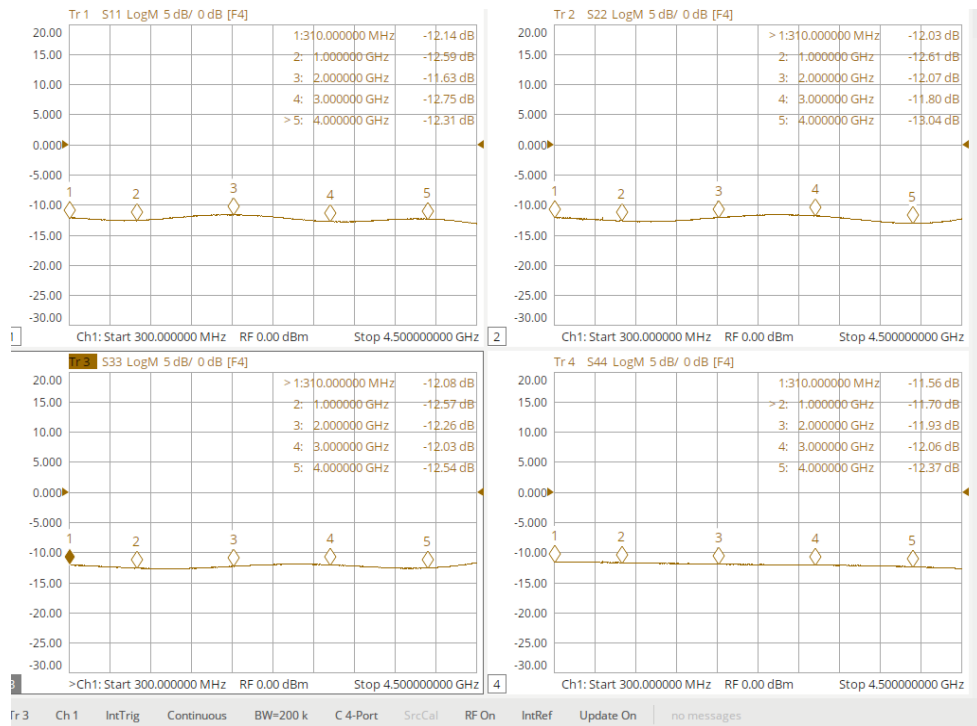 Tr 1 S11 LogM 5 dB/ 0 dB [F4]
20.00
15.00
10.00
5.000
0.000
-5.000
-10.00
-15.00
-20.00
-25.00
-30.00
1:310.000000 MHz -12.14 dB
2: 1.000000 GHz -12.59 dB
3: 2.000000 GHz -11.63 dB
4: 3.000000 GHz -12.75 dB
> 5: 4.000000 GHz -12.31 dB
1 2 3 4 5
1 Ch1: Start 300.000000 MHz RF 0.00 dBm Stop 4.500000000 GHz
Tr 2 S22 LogM 5 dB/ 0 dB [F4]
20.00
15.00
10.00
5.000
0.000
-5.000
-10.00
-15.00
-20.00
-25.00
-30.00
> 1:310.000000 MHz -12.03 dB
2: 1.000000 GHz -12.61 dB
3: 2.000000 GHz -12.07 dB
4: 3.000000 GHz -11.80 dB
5: 4.000000 GHz -13.04 dB
1 2 3 4 5
2 Ch1: Start 300.000000 MHz RF 0.00 dBm Stop 4.500000000 GHz
Tr 3 S33 LogM 5 dB/ 0 dB [F4]
20.00
15.00
10.00
5.000
0.000
-5.000
-10.00
-15.00
-20.00
-25.00
-30.00
> 1:310.000000 MHz -12.08 dB
2: 1.000000 GHz -12.57 dB
3: 2.000000 GHz -12.26 dB
4: 3.000000 GHz -12.03 dB
5: 4.000000 GHz -12.54 dB
1 2 3 4 5
3 >Ch1: Start 300.000000 MHz RF 0.00 dBm Stop 4.500000000 GHz
Tr 4 S44 LogM 5 dB/ 0 dB [F4]
20.00
15.00
10.00
5.000
0.000
-5.000
-10.00
-15.00
-20.00
-25.00
-30.00
1:310.000000 MHz -11.56 dB
> 2: 1.000000 GHz -11.70 dB
3: 2.000000 GHz -11.93 dB
4: 3.000000 GHz -12.06 dB
5: 4.000000 GHz -12.37 dB
1 2 3 4 5
4 Ch1: Start 300.000000 MHz RF 0.00 dBm Stop 4.500000000 GHz
Tr 3 Ch 1 IntTrig Continuous BW=200 k C 4-Port SrcCal RF On IntRef Update On no messages